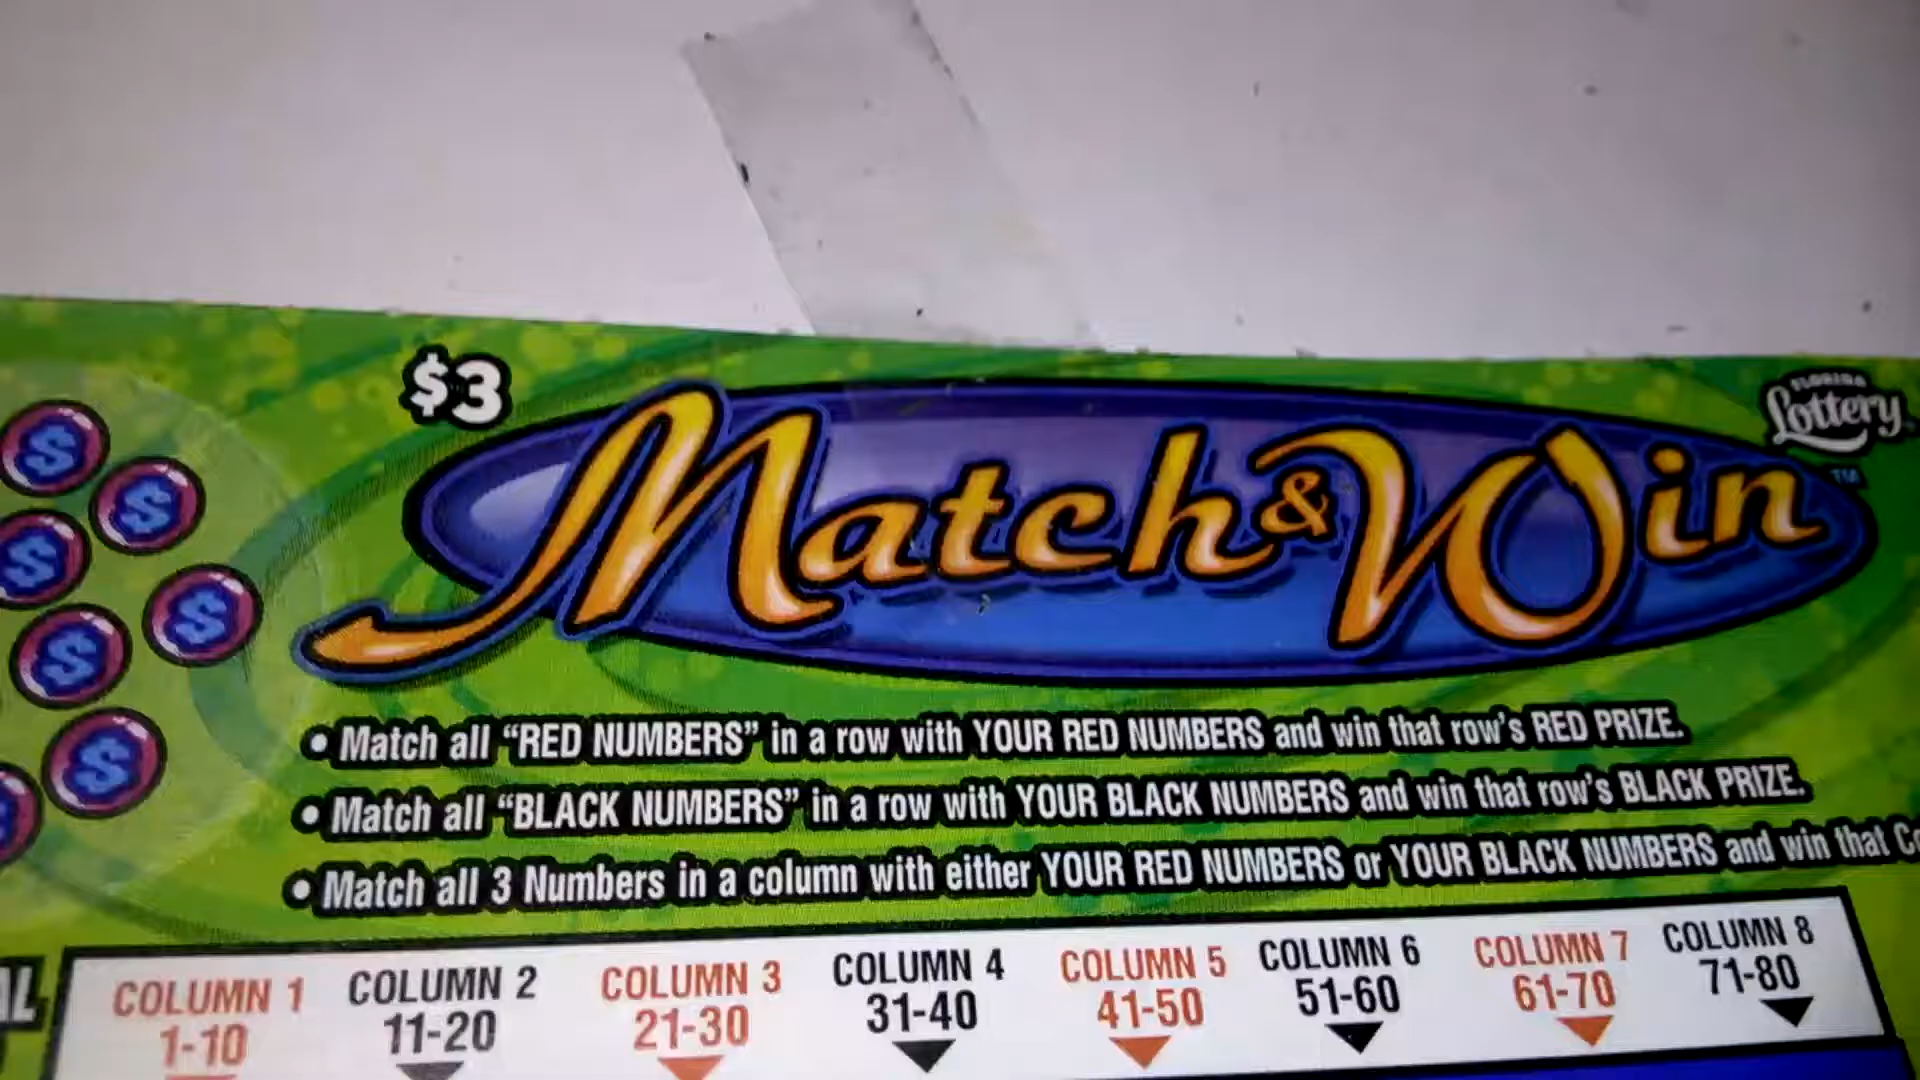 $3
Match & Win™
FLORIDA
Lottery
• Match all “RED NUMBERS” in a row with YOUR RED NUMBERS and win that row's RED PRIZE.
• Match all “BLACK NUMBERS” in a row with YOUR BLACK NUMBERS and win that row's BLACK PRIZE.
• Match all 3 Numbers in a column with either YOUR RED NUMBERS or YOUR BLACK NUMBERS and win that
COLUMN 1 COLUMN 2 COLUMN 3 COLUMN 4 COLUMN 5 COLUMN 6 COLUMN 7 COLUMN 8
1-10 11-20 21-30 31-40 41-50 51-60 61-70 71-80